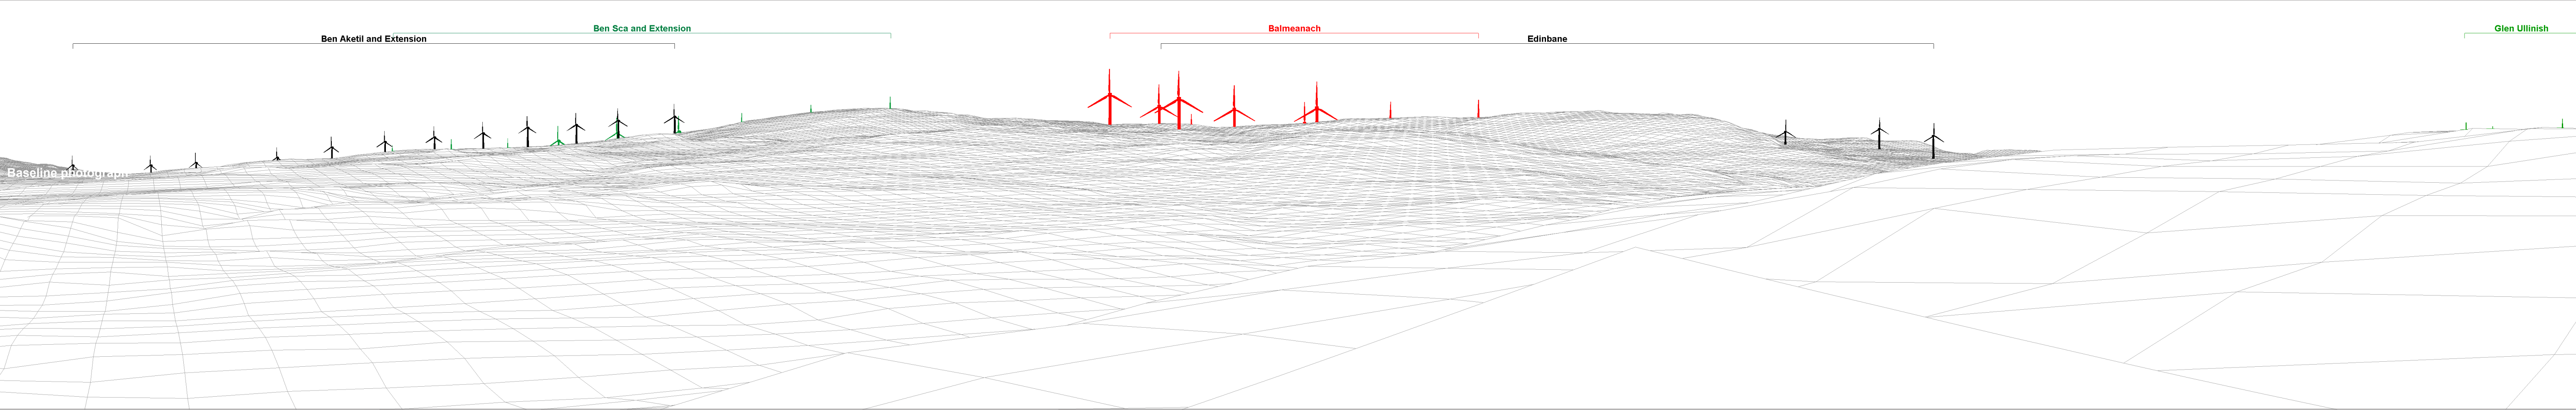 Ben Sca and Extension
Balmeanach
Glen Ullinish
Ben Aketil and Extension
Edinbane
Baseline photograph